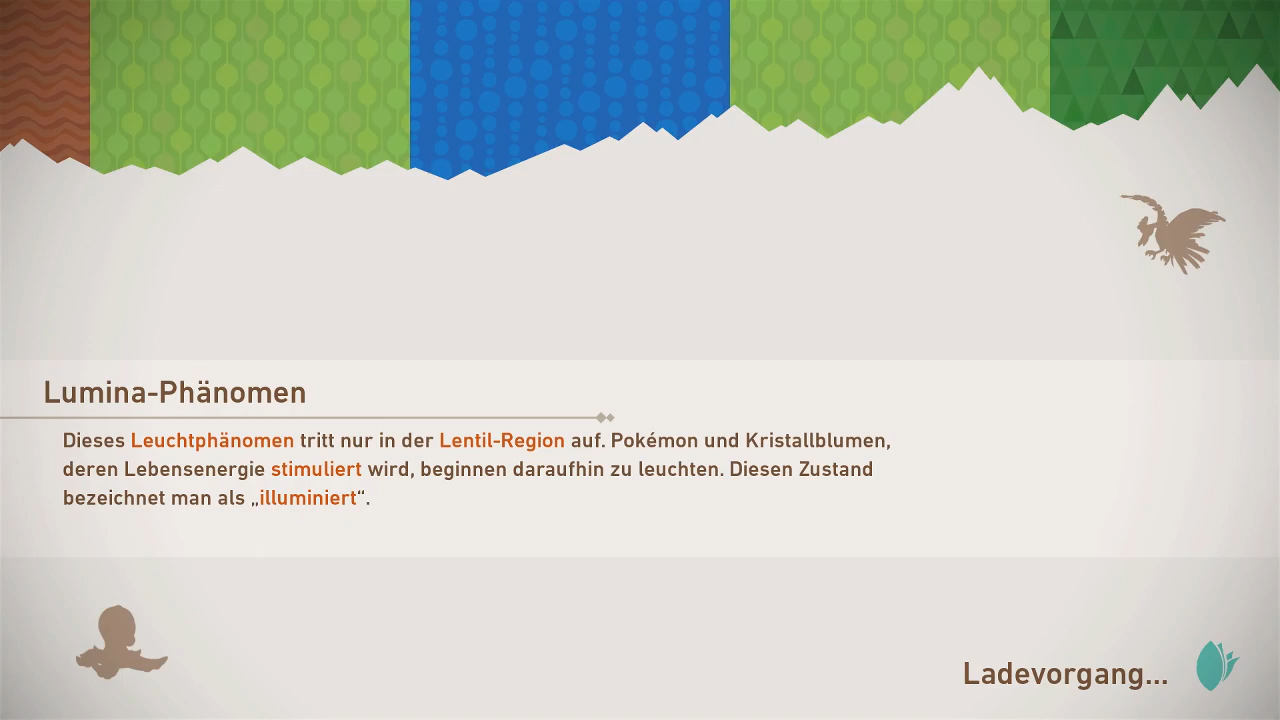 Lumina-Phänomen
Dieses Leuchtphänomen tritt nur in der Lentil-Region auf. Pokémon und Kristallblumen,
deren Lebensenergie stimuliert wird, beginnen daraufhin zu leuchten. Diesen Zustand
bezeichnet man als „illuminiert“.
Ladevorgang...